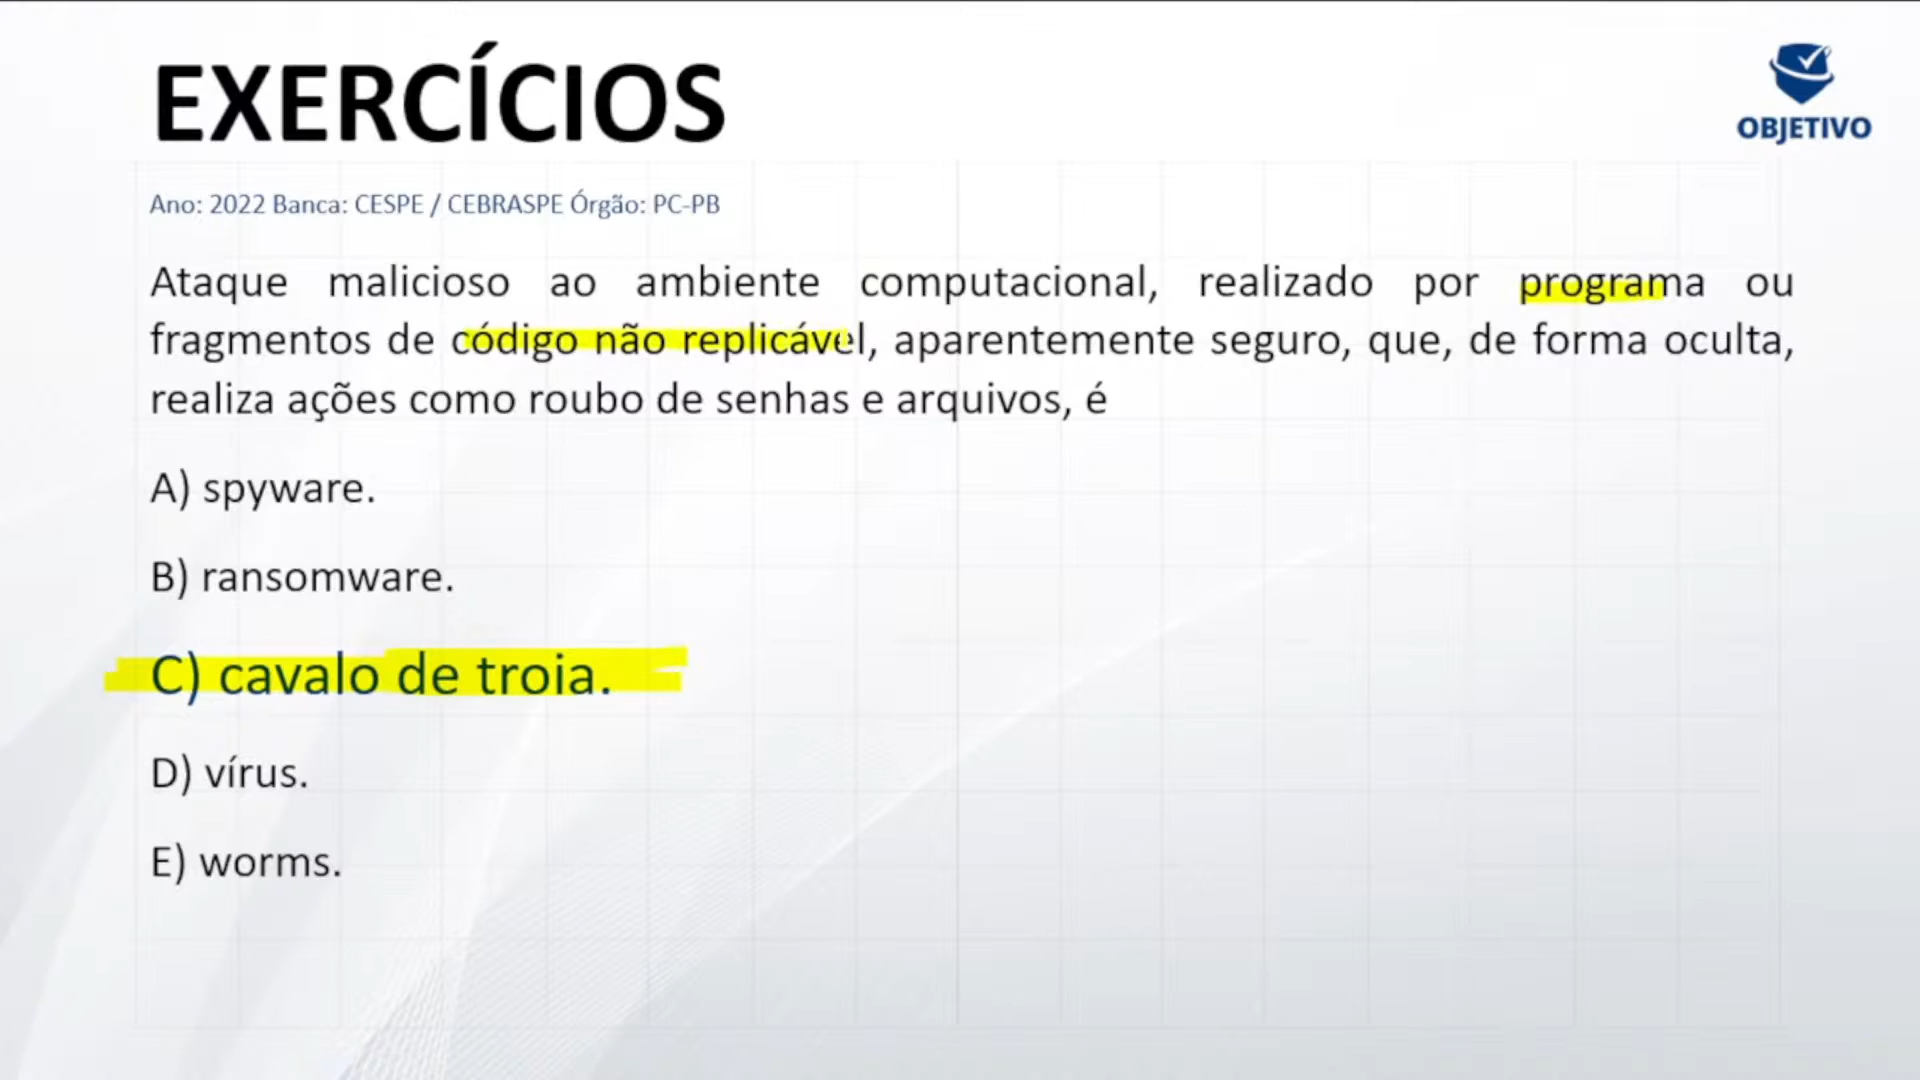 EXERCÍCIOS
OBJETIVO
Ano: 2022 Banca: CESPE / CEBRASPE Órgão: PC-PB
Ataque malicioso ao ambiente computacional, realizado por programa ou
fragmentos de código não replicável, aparentemente seguro, que, de forma oculta,
realiza ações como roubo de senhas e arquivos, é
A) spyware.
B) ransomware.
C) cavalo de troia.
D) vírus.
E) worms.